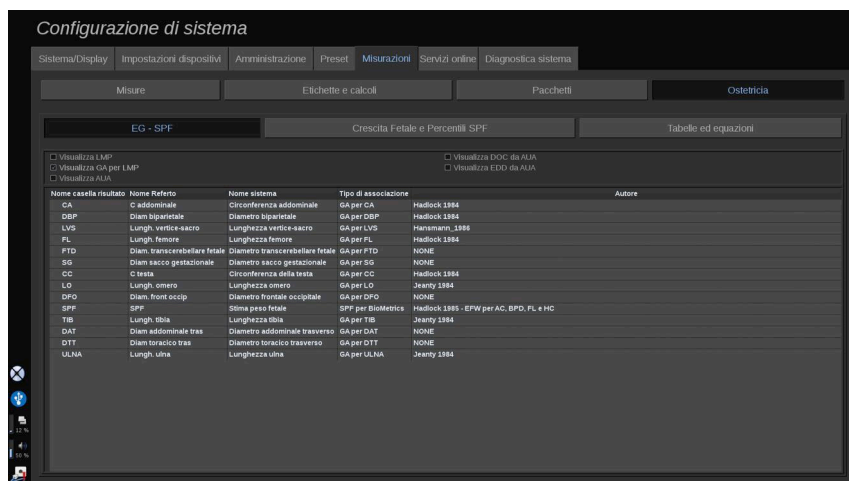 Configurazione di sistema
Sistema/Display Impostazioni dispositivi Amministrazione Preset Misurazioni Servizi online Diagnostica sistema
Misure Etichette e calcoli Pacchetti Ostetricia
EG - SPF Crescita Fetale e Percentili SPF Tabelle ed equazioni
Visualizza LMP Visualizza DOC da AUA
Visualizza GA per LMP Visualizza EDD da AUA
Visualizza AUA
Nome casella risultato Nome Referto Nome sistema Tipo di associazione Autore
CA C addominale Circonferenza addominale GA per CA Hadlock 1984
DBP Diam biparietale Diametro biparietale GA per DBP Hadlock 1984
LVS Lungh. vertice-sacro Lunghezza vertice-sacro GA per LVS Hansmann_1986
FL Lungh. femore Lunghezza femore GA per FL Hadlock 1984
FTD Diam. transcerebellare fetale Diametro transcerebellare fetale GA per FTD NONE
SG Diam sacco gestazionale Diametro sacco gestazionale GA per SG NONE
CC C testa Circonferenza della testa GA per CC Hadlock 1984
LO Lungh. omero Lunghezza omero GA per LO Jeanty 1984
DFO Diam. front occip Diametro frontale occipitale GA per DFO NONE
SPF SPF Stima peso fetale SPF per BioMetrics Hadlock 1985 - EFW per AC, BPD, FL e HC
TIB Lungh. tibia Lunghezza tibia GA per TIB Jeanty 1984
DAT Diam addominale tras Diametro addominale trasverso GA per DAT NONE
DTT Diam toracico tras Diametro toracico trasverso GA per DTT NONE
ULNA Lungh. ulna Lunghezza ulna GA per ULNA Jeanty 1984
12 %
50 %